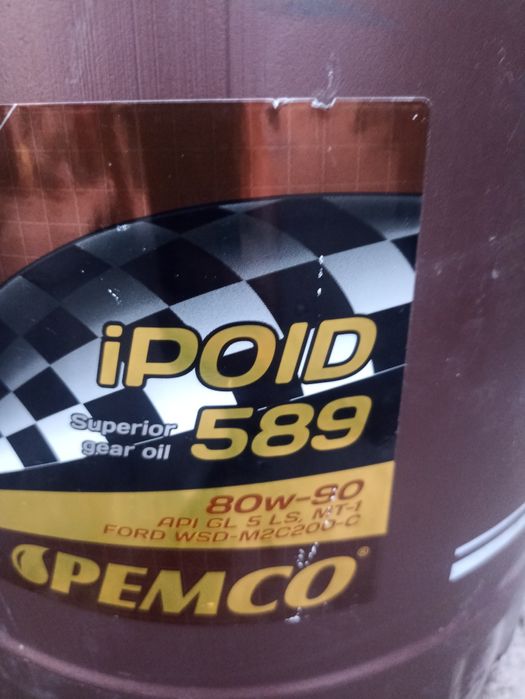 iPOID
Superior
gear oil
589
80W-90
API GL 5 LS, MT-1
FORD WSD-M2C200-C
PEMCO®